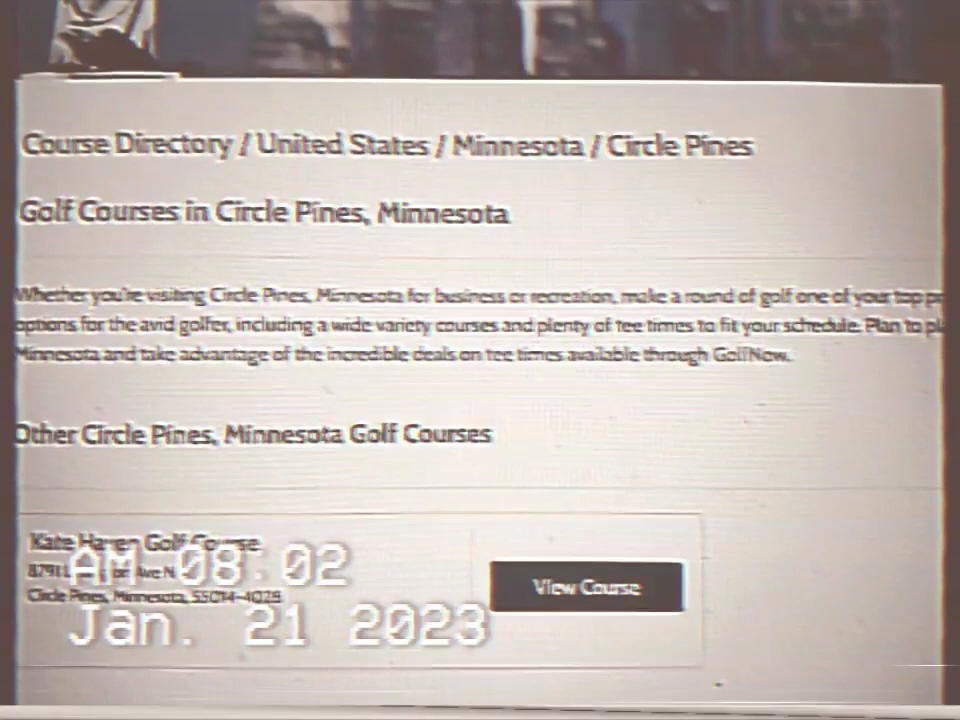 Course Directory / United States / Minnesota / Circle Pines
Golf Courses in Circle Pines, Minnesota
Whether you're visiting Circle Pines, Minnesota for business or recreation, make a round of golf one of your top
options for the avid golfer, including a wide variety courses and plenty of tee times to fit your schedule. Plan to
Minnesota and take advantage of the incredible deals on tee times available through GolfNow.
Other Circle Pines, Minnesota Golf Courses
Kate Haven Golf Course
8791 Ave N
Circle Pines, Minnesota, 55014-4029
View Course
AM 08:02
Jan. 21 2023